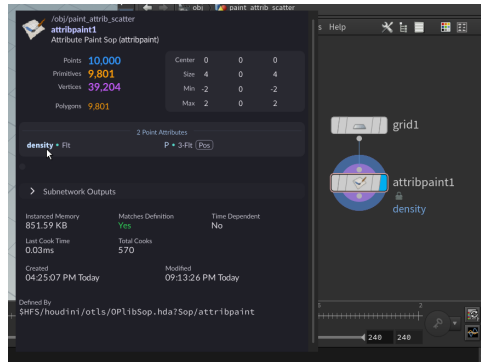 obj paint_attrib_scatter
/obj/paint_attrib_scatter
attribpaint1
Attribute Paint Sop (attribpaint)
s Help
Points 10,000
Primitives 9,801
Vertices 39,204
Polygons 9,801
Center 0 0 0
Size 4 0 4
Min -2 0 -2
Max 2 0 2
2 Point Attributes
density • Flt
P • 3-Flt Pos
Subnetwork Outputs
Instanced Memory Matches Definition Time Dependent
851.59 KB Yes No
Last Cook Time Total Cooks
0.03ms 570
Created Modified
04:25:07 PM Today 09:13:26 PM Today
Defined By
$HFS/houdini/otls/OPlibSop.hda?Sop/attribpaint
grid1
attribpaint1
density
2
240 240